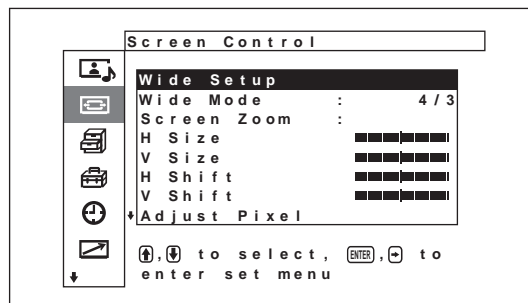 Screen Control
Wide Setup
Wide Mode : 4/3
Screen Zoom :
H Size
V Size
H Shift
V Shift
Adjust Pixel
↑,↓ to select, ENTER,→ to
enter set menu